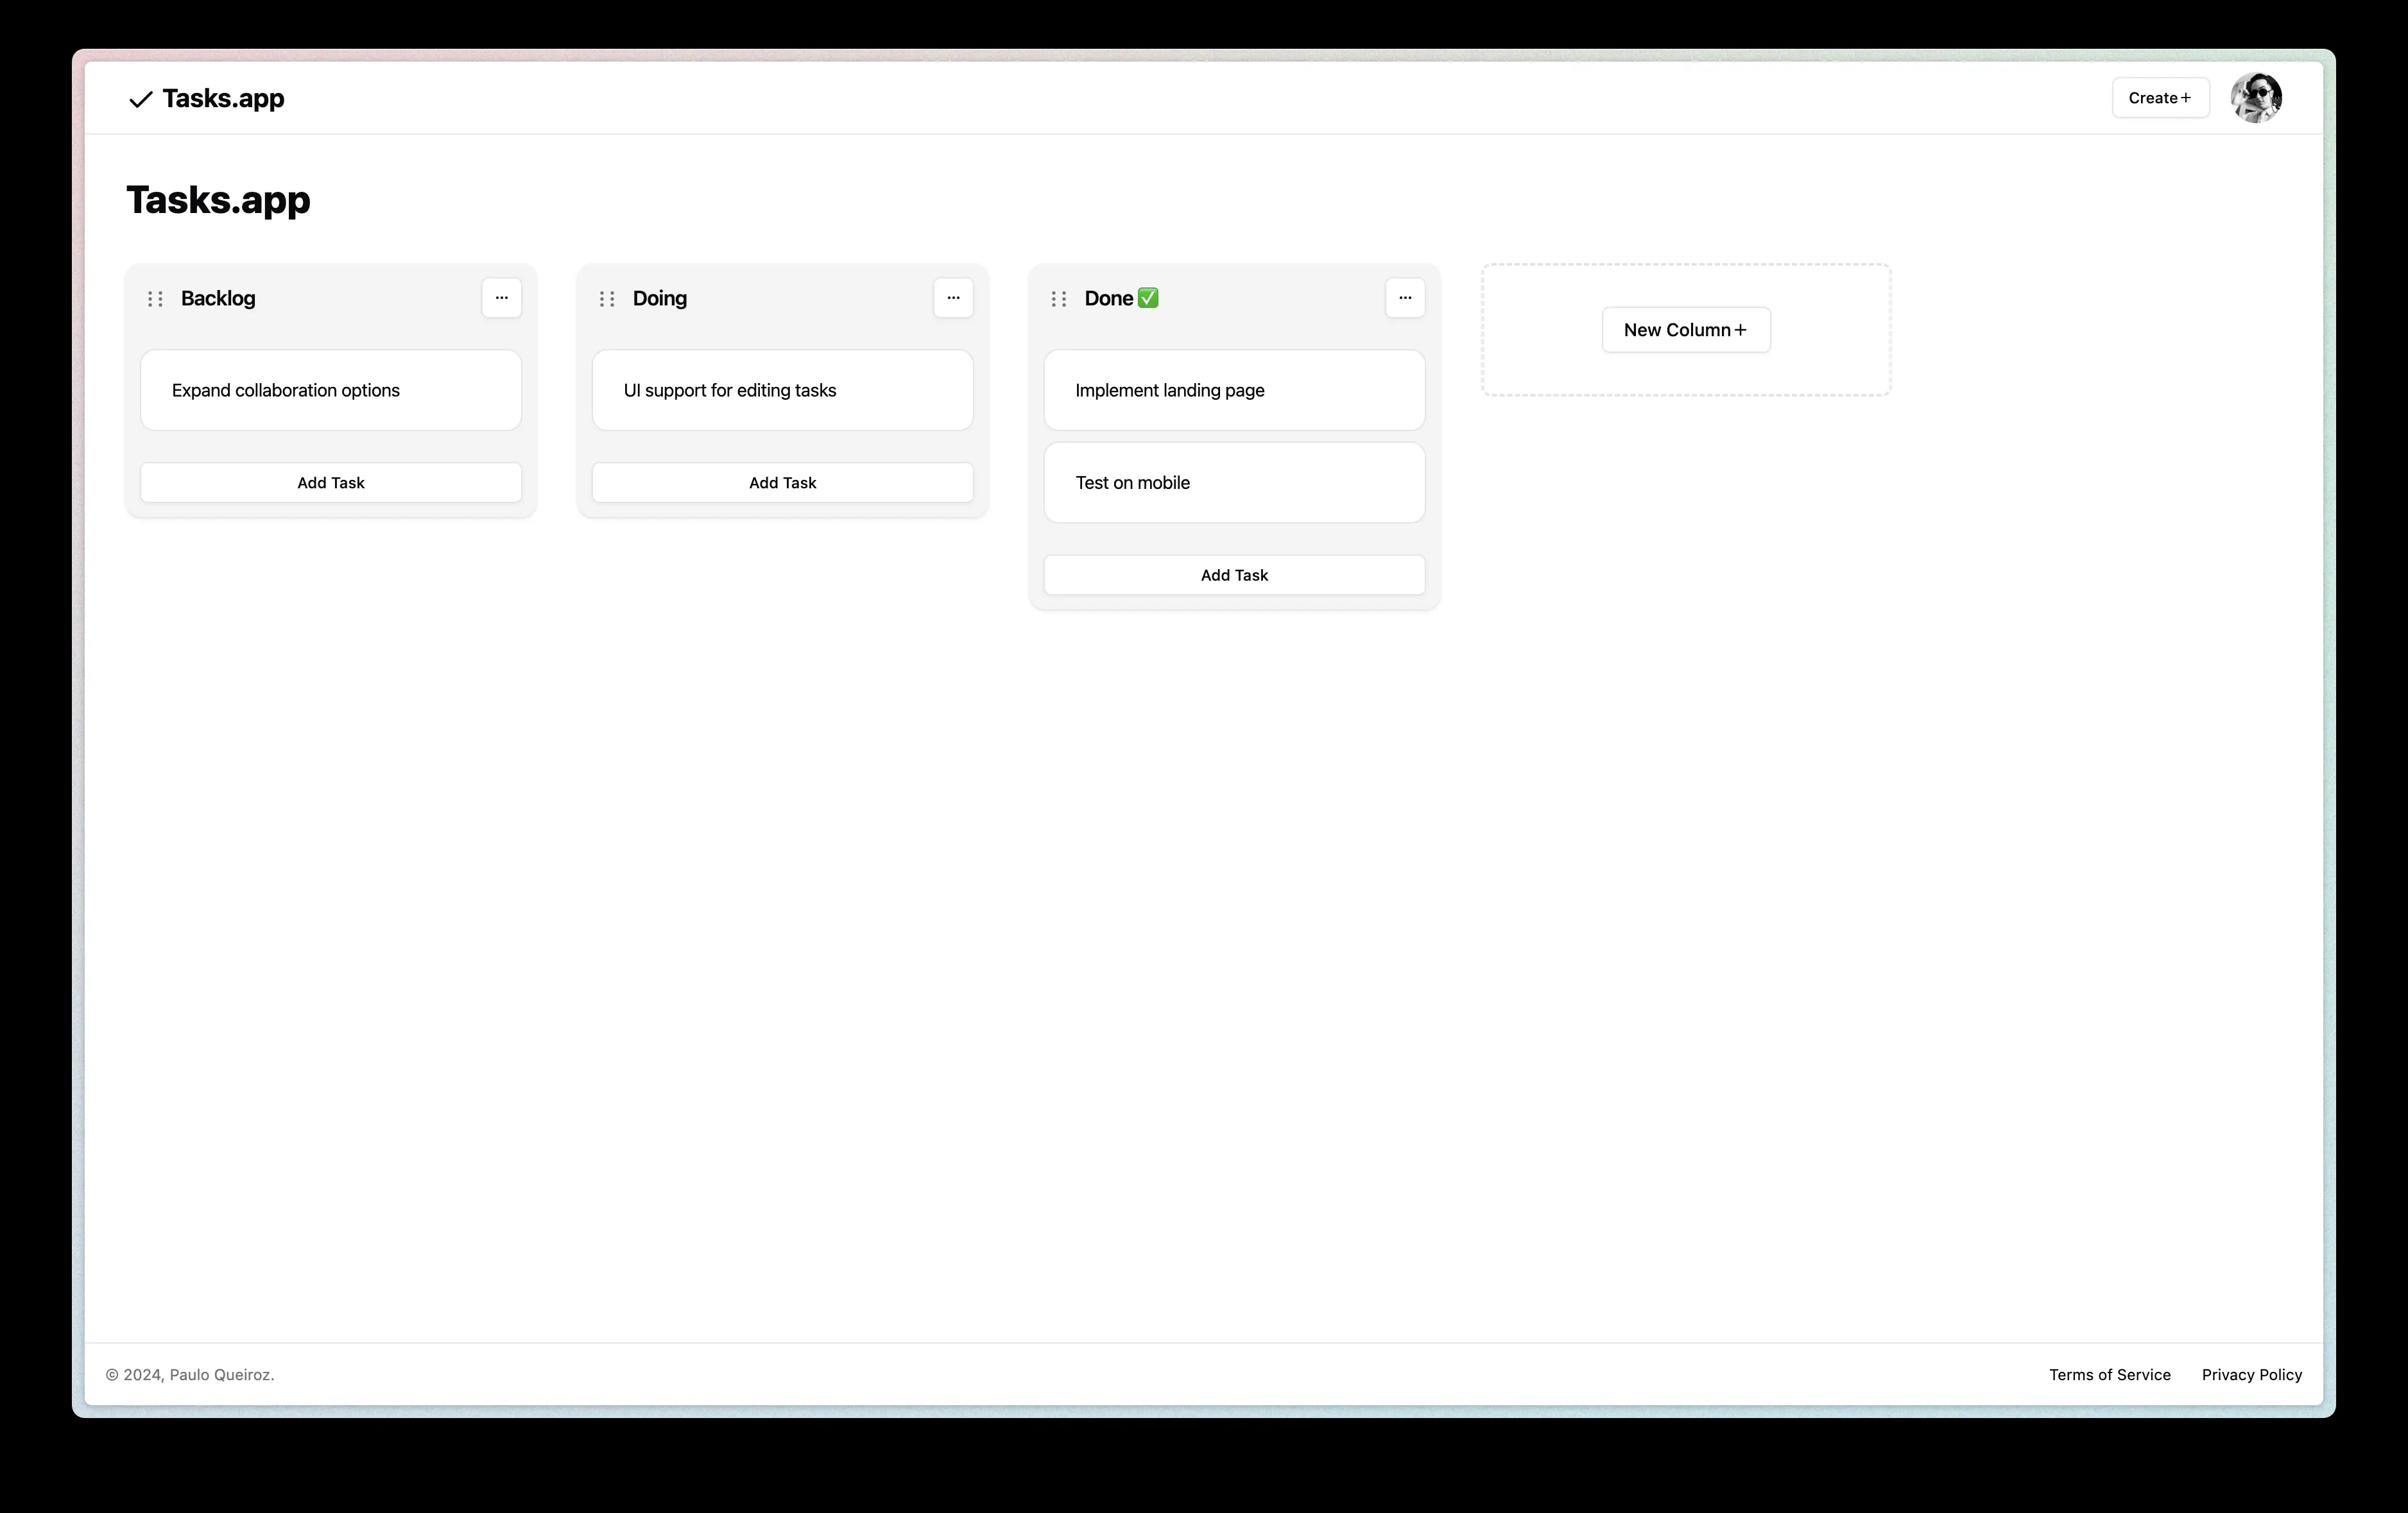 Tasks.app
Create+
Tasks.app
Backlog
...
Expand collaboration options
Add Task
Doing
...
UI support for editing tasks
Add Task
Done ✅
...
Implement landing page
Test on mobile
Add Task
New Column+
© 2024, Paulo Queiroz.
Terms of Service
Privacy Policy